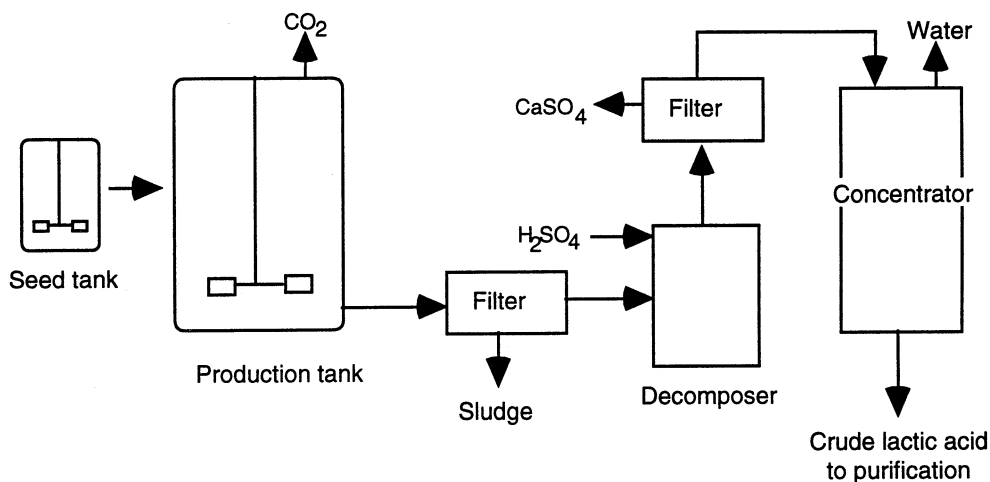 CO2
Water
CaSO4
Filter
Concentrator
H2SO4
Seed tank
Filter
Production tank
Decomposer
Sludge
Crude lactic acid
to purification